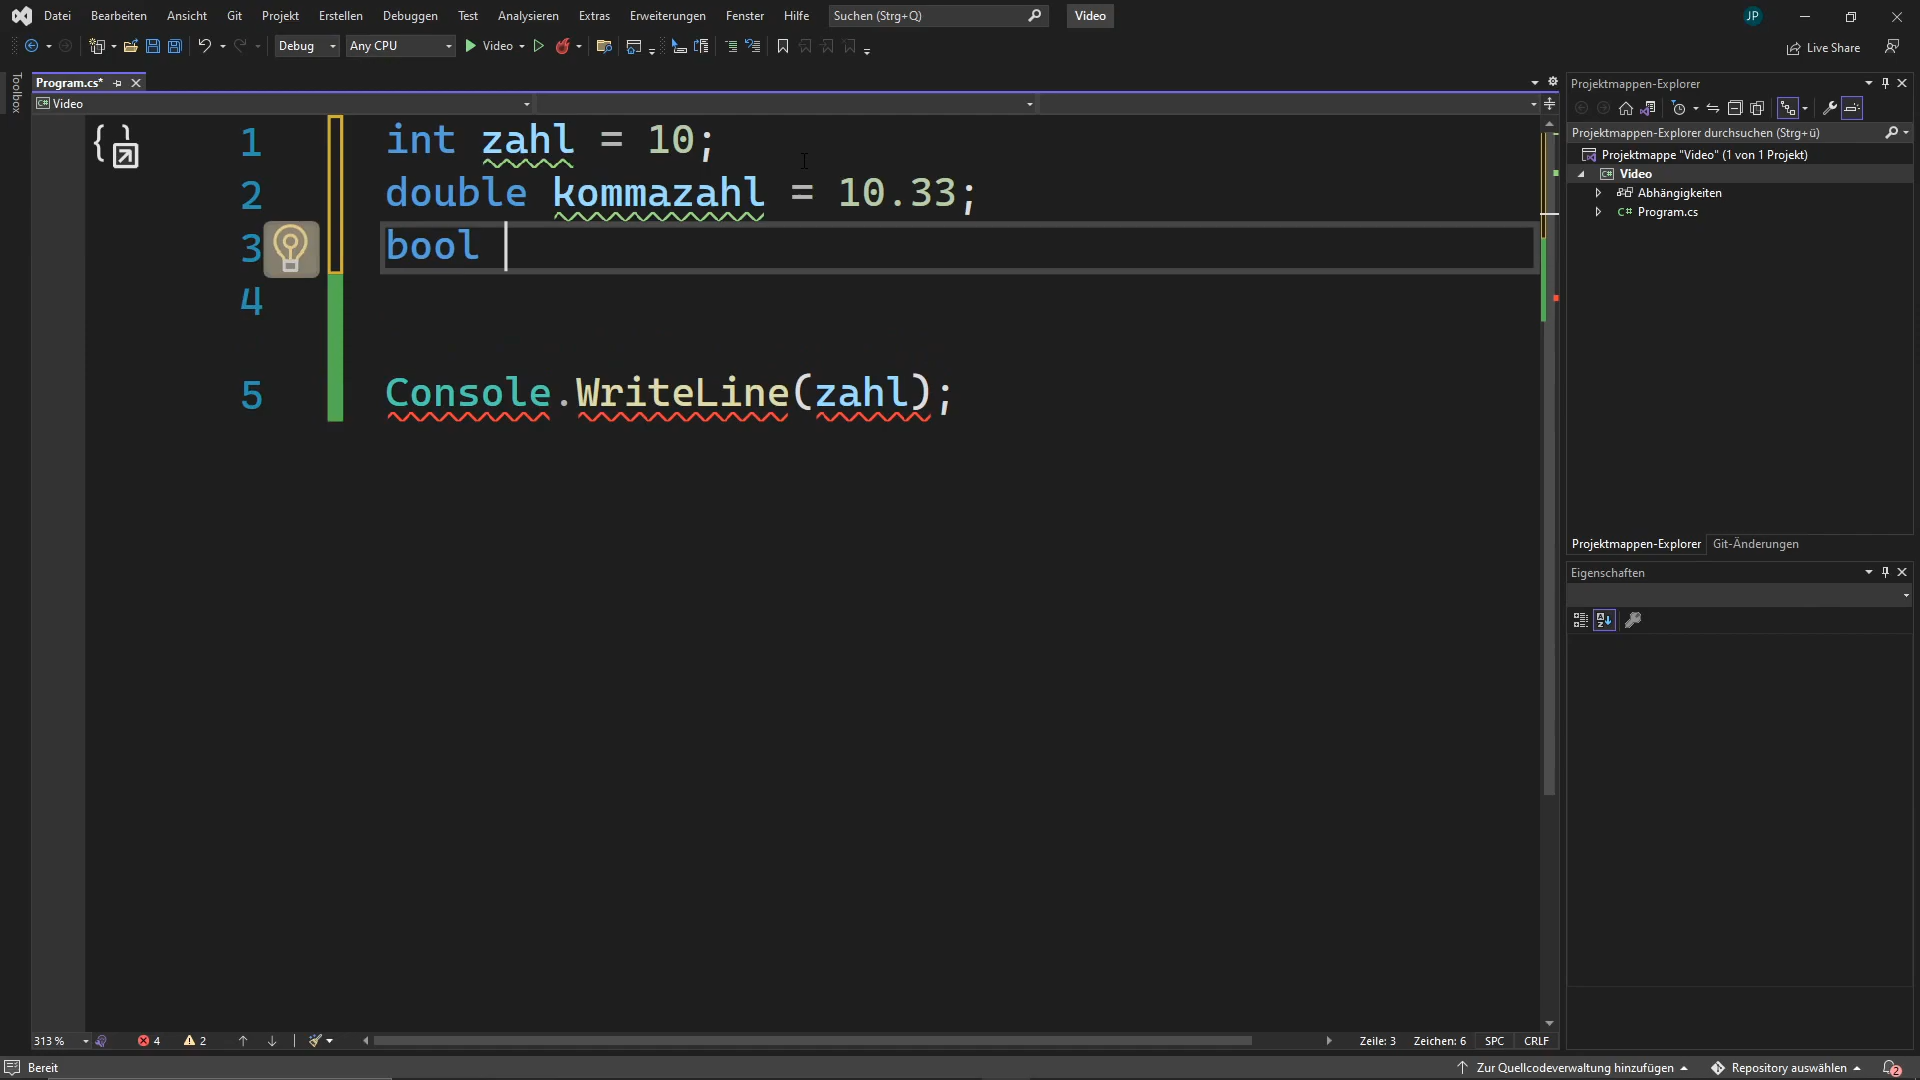 Datei Bearbeiten Ansicht Git Projekt Erstellen Debuggen Test Analysieren Extras Erweiterungen Fenster Hilfe Suchen (Strg+Q) Video JP
Debug Any CPU Video Live Share
Toolbox
Program.cs*
C# Video
1 int zahl = 10;
2 double kommazahl = 10.33;
3 bool
4
5 Console.WriteLine(zahl);
Projektmappen-Explorer
Projektmappen-Explorer durchsuchen (Strg+ü)
Projektmappe "Video" (1 von 1 Projekt)
C# Video
Abhängigkeiten
C# Program.cs
Projektmappen-Explorer Git-Änderungen
Eigenschaften
313 % 4 2 Zeile: 3 Zeichen: 6 SPC CRLF
Bereit Zur Quellcodeverwaltung hinzufügen Repository auswählen 2